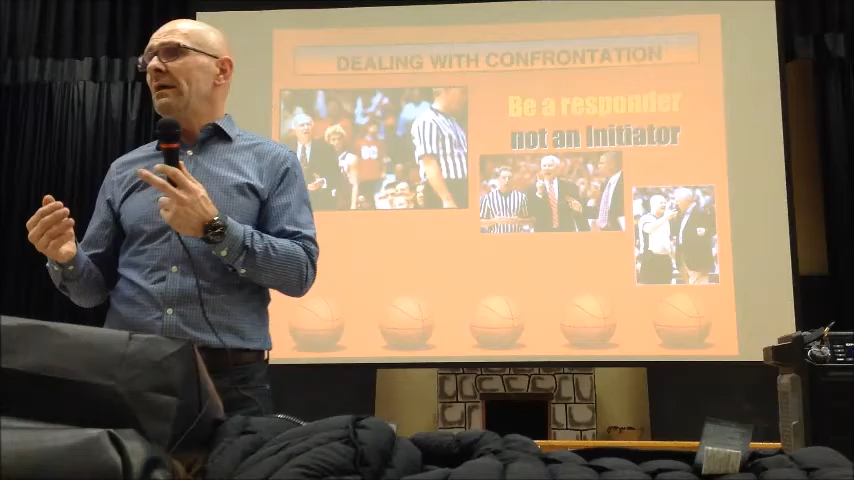 DEALING WITH CONFRONTATION
Be a responder
not an Initiator